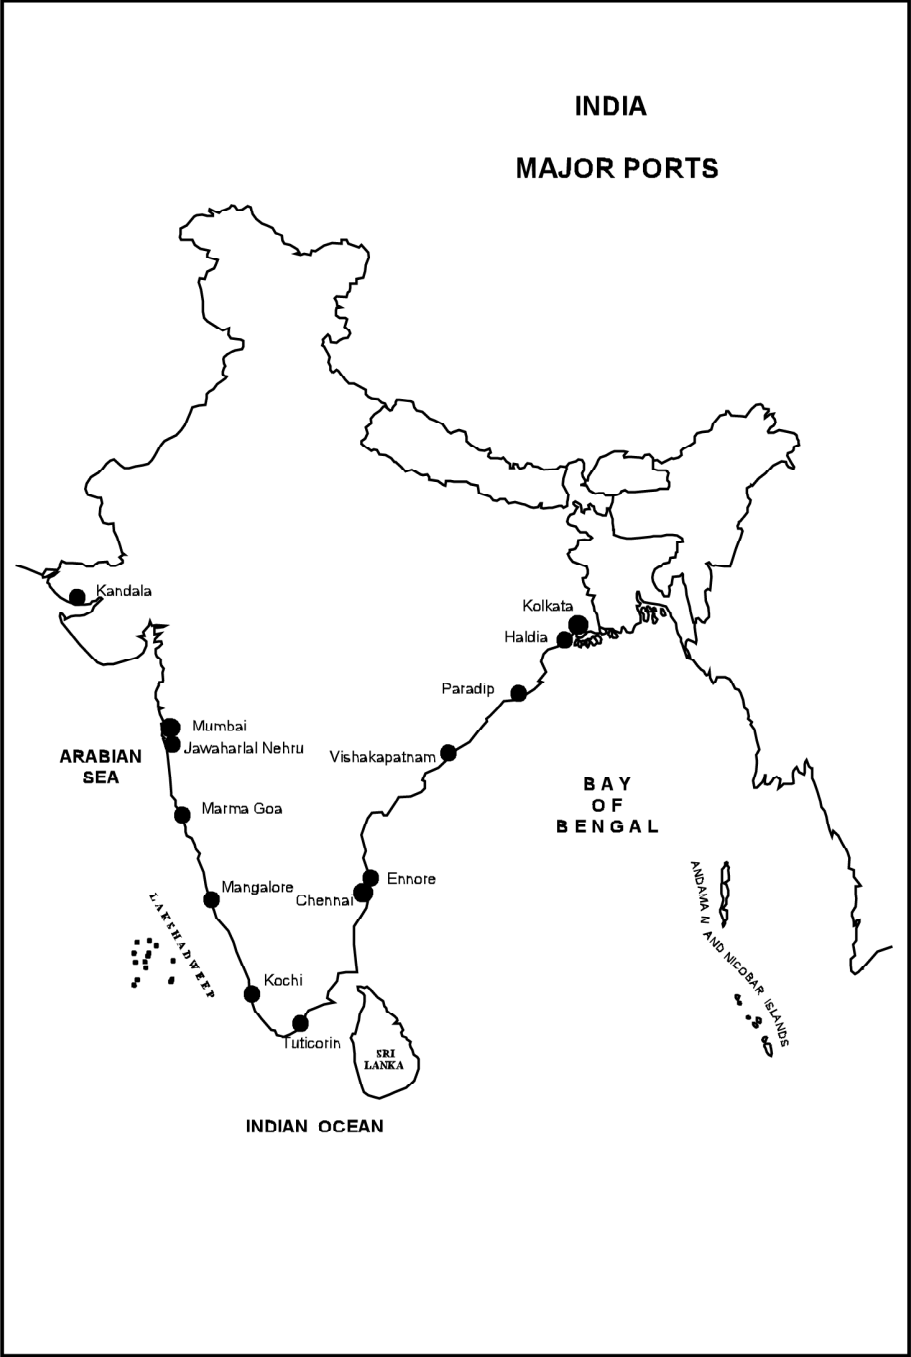 INDIA
MAJOR PORTS
Kandala
Kolkata
Haldia
Paradip
Mumbai
Jawaharlal Nehru
Vishakapatnam
ARABIAN
SEA
BAY
OF
BENGAL
Marma Goa
Ennore
Mangalore
Chennai
LAKSHADWEEP
ANDAMAN AND NICOBAR ISLANDS
Kochi
Tuticorin
SRI
LANKA
INDIAN OCEAN